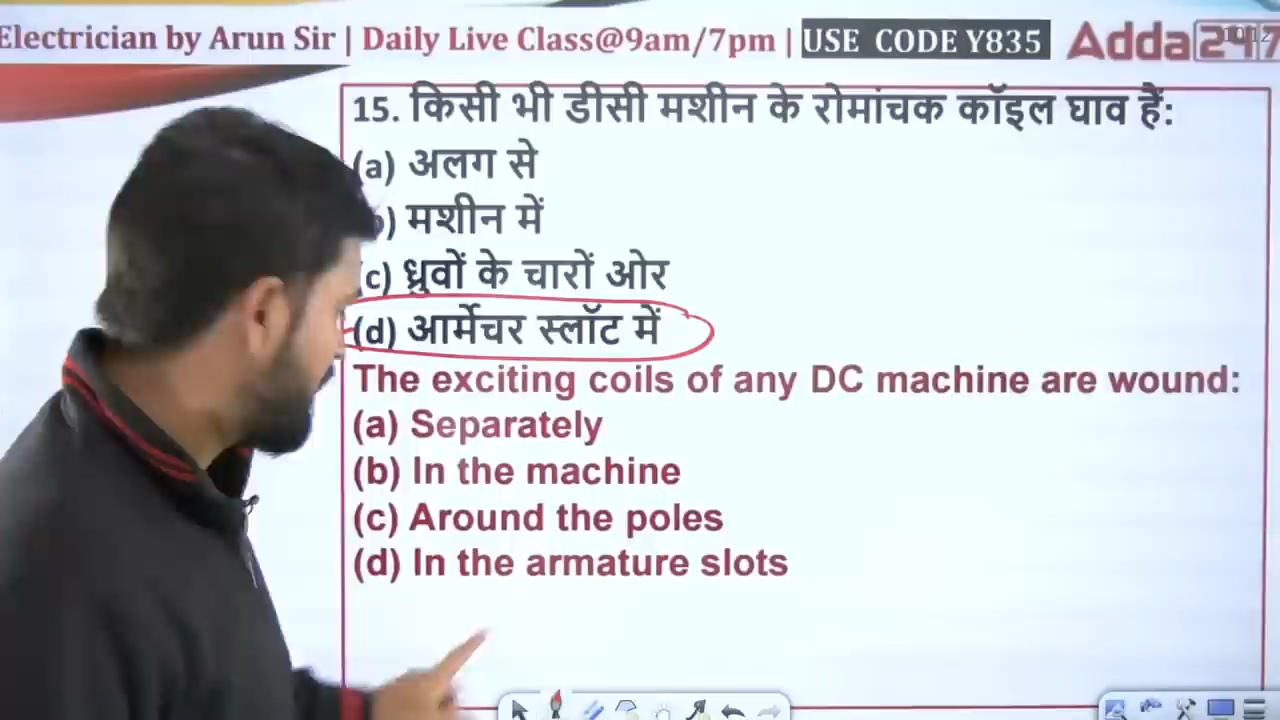 Electrician by Arun Sir | Daily Live Class@9am/7pm | USE CODE Y835 Adda247
15. किसी भी डीसी मशीन के रोमांचक कॉइल घाव हैं:
(a) अलग से
b) मशीन में
(c) ध्रुवों के चारों ओर
(d) आर्मेचर स्लॉट में
The exciting coils of any DC machine are wound:
(a) Separately
(b) In the machine
(c) Around the poles
(d) In the armature slots